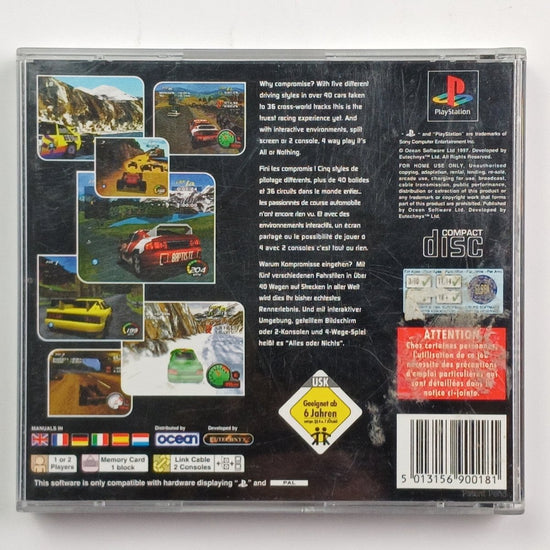 Why compromise? With five different
driving styles in over 40 cars taken
to 36 cross-world tracks this is the
truest racing experience yet. And
with interactive environments, split
screen or 2 console, 4 way play it's
All or Nothing.
Fini les compromis ! Cinq styles de
pilotage différents, plus de 40 bolides
et 36 circuits dans le monde entier..
les passionnés de course automobile
n'ont encore rien vu. Et avec des
environnements interactifs, un écran
partagé ou le possibilité de jouer à
4 avec 2 consoles c'est tout ou rien.
Warum Kompromisse eingehen? Mit
fünf verschiedenen Fahrstilen in über
40 Wagen auf Strecken in aller Welt
wird dies Ihr bisher echtestes
Rennerlebnis. Und mit interaktiver
Umgebung, geteiltem Bildschirm
oder 2-Konsolen und 4-Wege-Spiel
heißt es "Alles oder Nichts".
PlayStation
and "PlayStation" are trademarks of
Sony Computer Entertainment Inc.
© Ocean Software Ltd 1997. Developed by
Eutechnyx™ Ltd. All Rights Reserved.
FOR HOME USE ONLY. Unauthorised
copying, adaptation, rental, lending, re-sale,
arcade use, charging for use, broadcast,
cable transmission, public performance,
distribution or extraction of this product or
any trademark or copyright work that forms
part of this product are prohibited. Published
by Ocean Software Ltd. Developed by
Eutechnyx™ Ltd.
COMPACT
disc
ATTENTION
Chez certaines personnes,
l'utilisation de ce jeu
nécessite des précautions
d'emploi particulières qui
sont détaillées dans la
notice ci-jointe.
USK
Geeignet ab
6 Jahren
MANUALS IN
Distributed by
ocean
Developed by
EUTECHNYX
1 or 2
Players
Memory Card
1 block
Link Cable
2 Consoles
This software is only compatible with hardware displaying "PS" and PAL
5 013156 900181